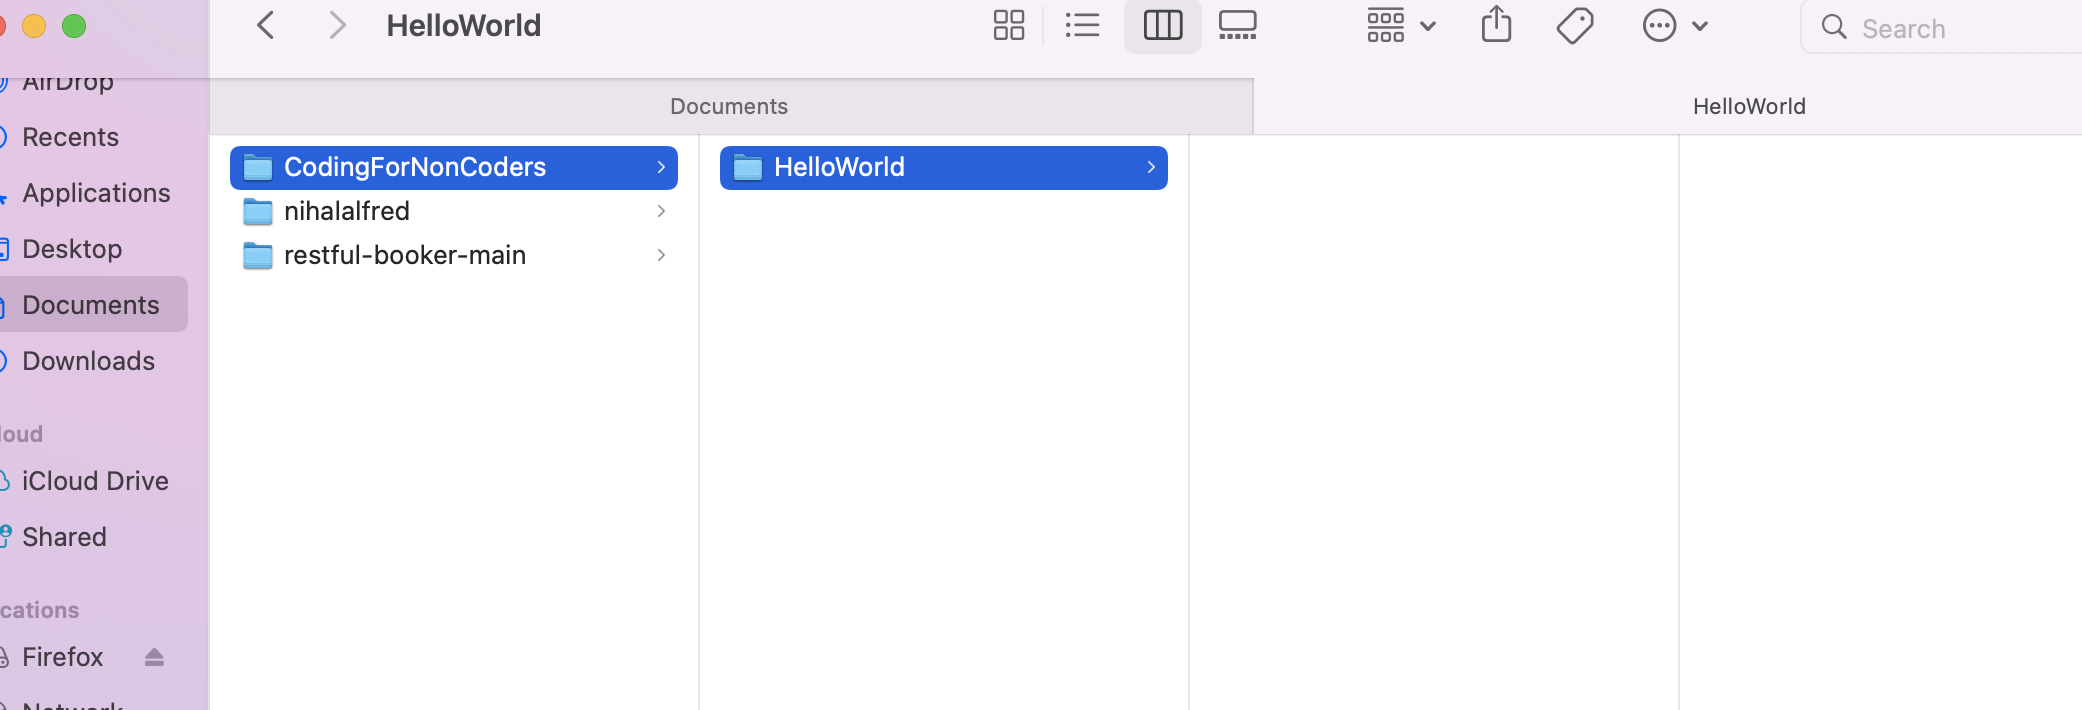 HelloWorld
Search
AirDrop
Recents
Applications
Desktop
Documents
Downloads
loud
iCloud Drive
Shared
cations
Firefox
Network
Documents
HelloWorld
CodingForNonCoders
nihalalfred
restful-booker-main
HelloWorld